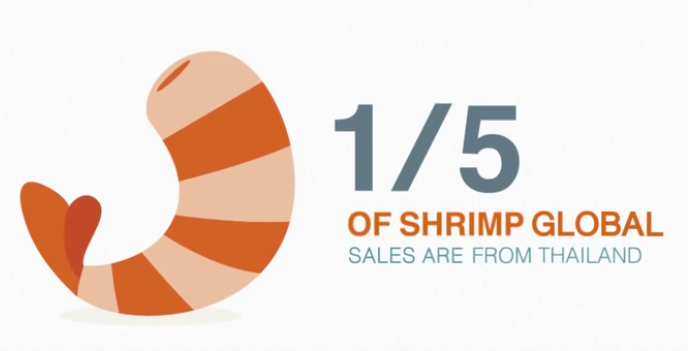 1/5
OF SHRIMP GLOBAL
SALES ARE FROM THAILAND